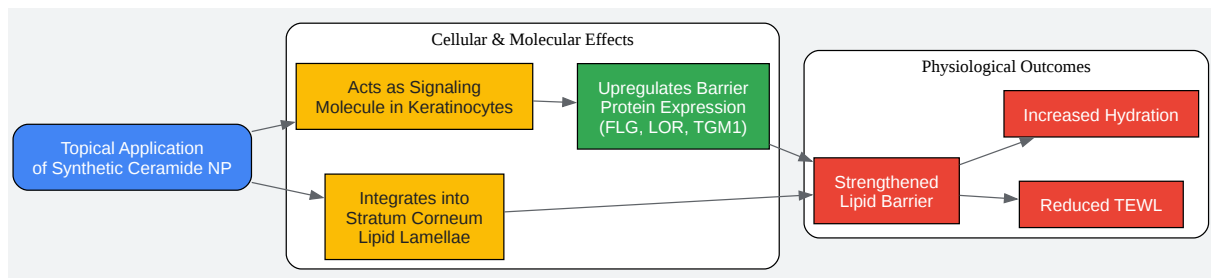 Topical Application
of Synthetic Ceramide NP
Cellular & Molecular Effects
Acts as Signaling
Molecule in Keratinocytes
Upregulates Barrier
Protein Expression
(FLG, LOR, TGM1)
Integrates into
Stratum Corneum
Lipid Lamellae
Physiological Outcomes
Strengthened
Lipid Barrier
Increased Hydration
Reduced TEWL